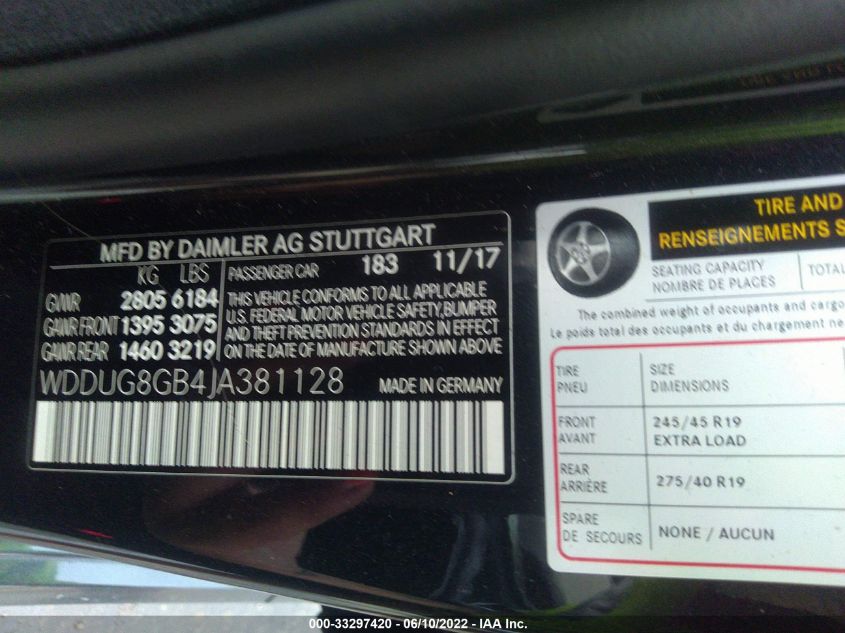 MFD BY DAIMLER AG STUTTGART
KG LBS
GVWR 2805 6184
GAWR FRONT 1395 3075
GAWR REAR 1460 3219
PASSENGER CAR 183 11/17
THIS VEHICLE CONFORMS TO ALL APPLICABLE
U.S. FEDERAL MOTOR VEHICLE SAFETY, BUMPER
AND THEFT PREVENTION STANDARDS IN EFFECT
ON THE DATE OF MANUFACTURE SHOWN ABOVE
WDDUG8GB4JA381128 MADE IN GERMANY
TIRE AND
RENSEIGNEMENTS S
SEATING CAPACITY
NOMBRE DE PLACES
TOTAL
The combined weight of occupants and cargo
Le poids total des occupants et du chargement ne
TIRE SIZE
PNEU DIMENSIONS
FRONT 245/45 R19
AVANT EXTRA LOAD
REAR
ARRIÈRE
275/40 R19
SPARE
DE SECOURS
NONE / AUCUN
000-33297420 - 06/10/2022 - IAA Inc.